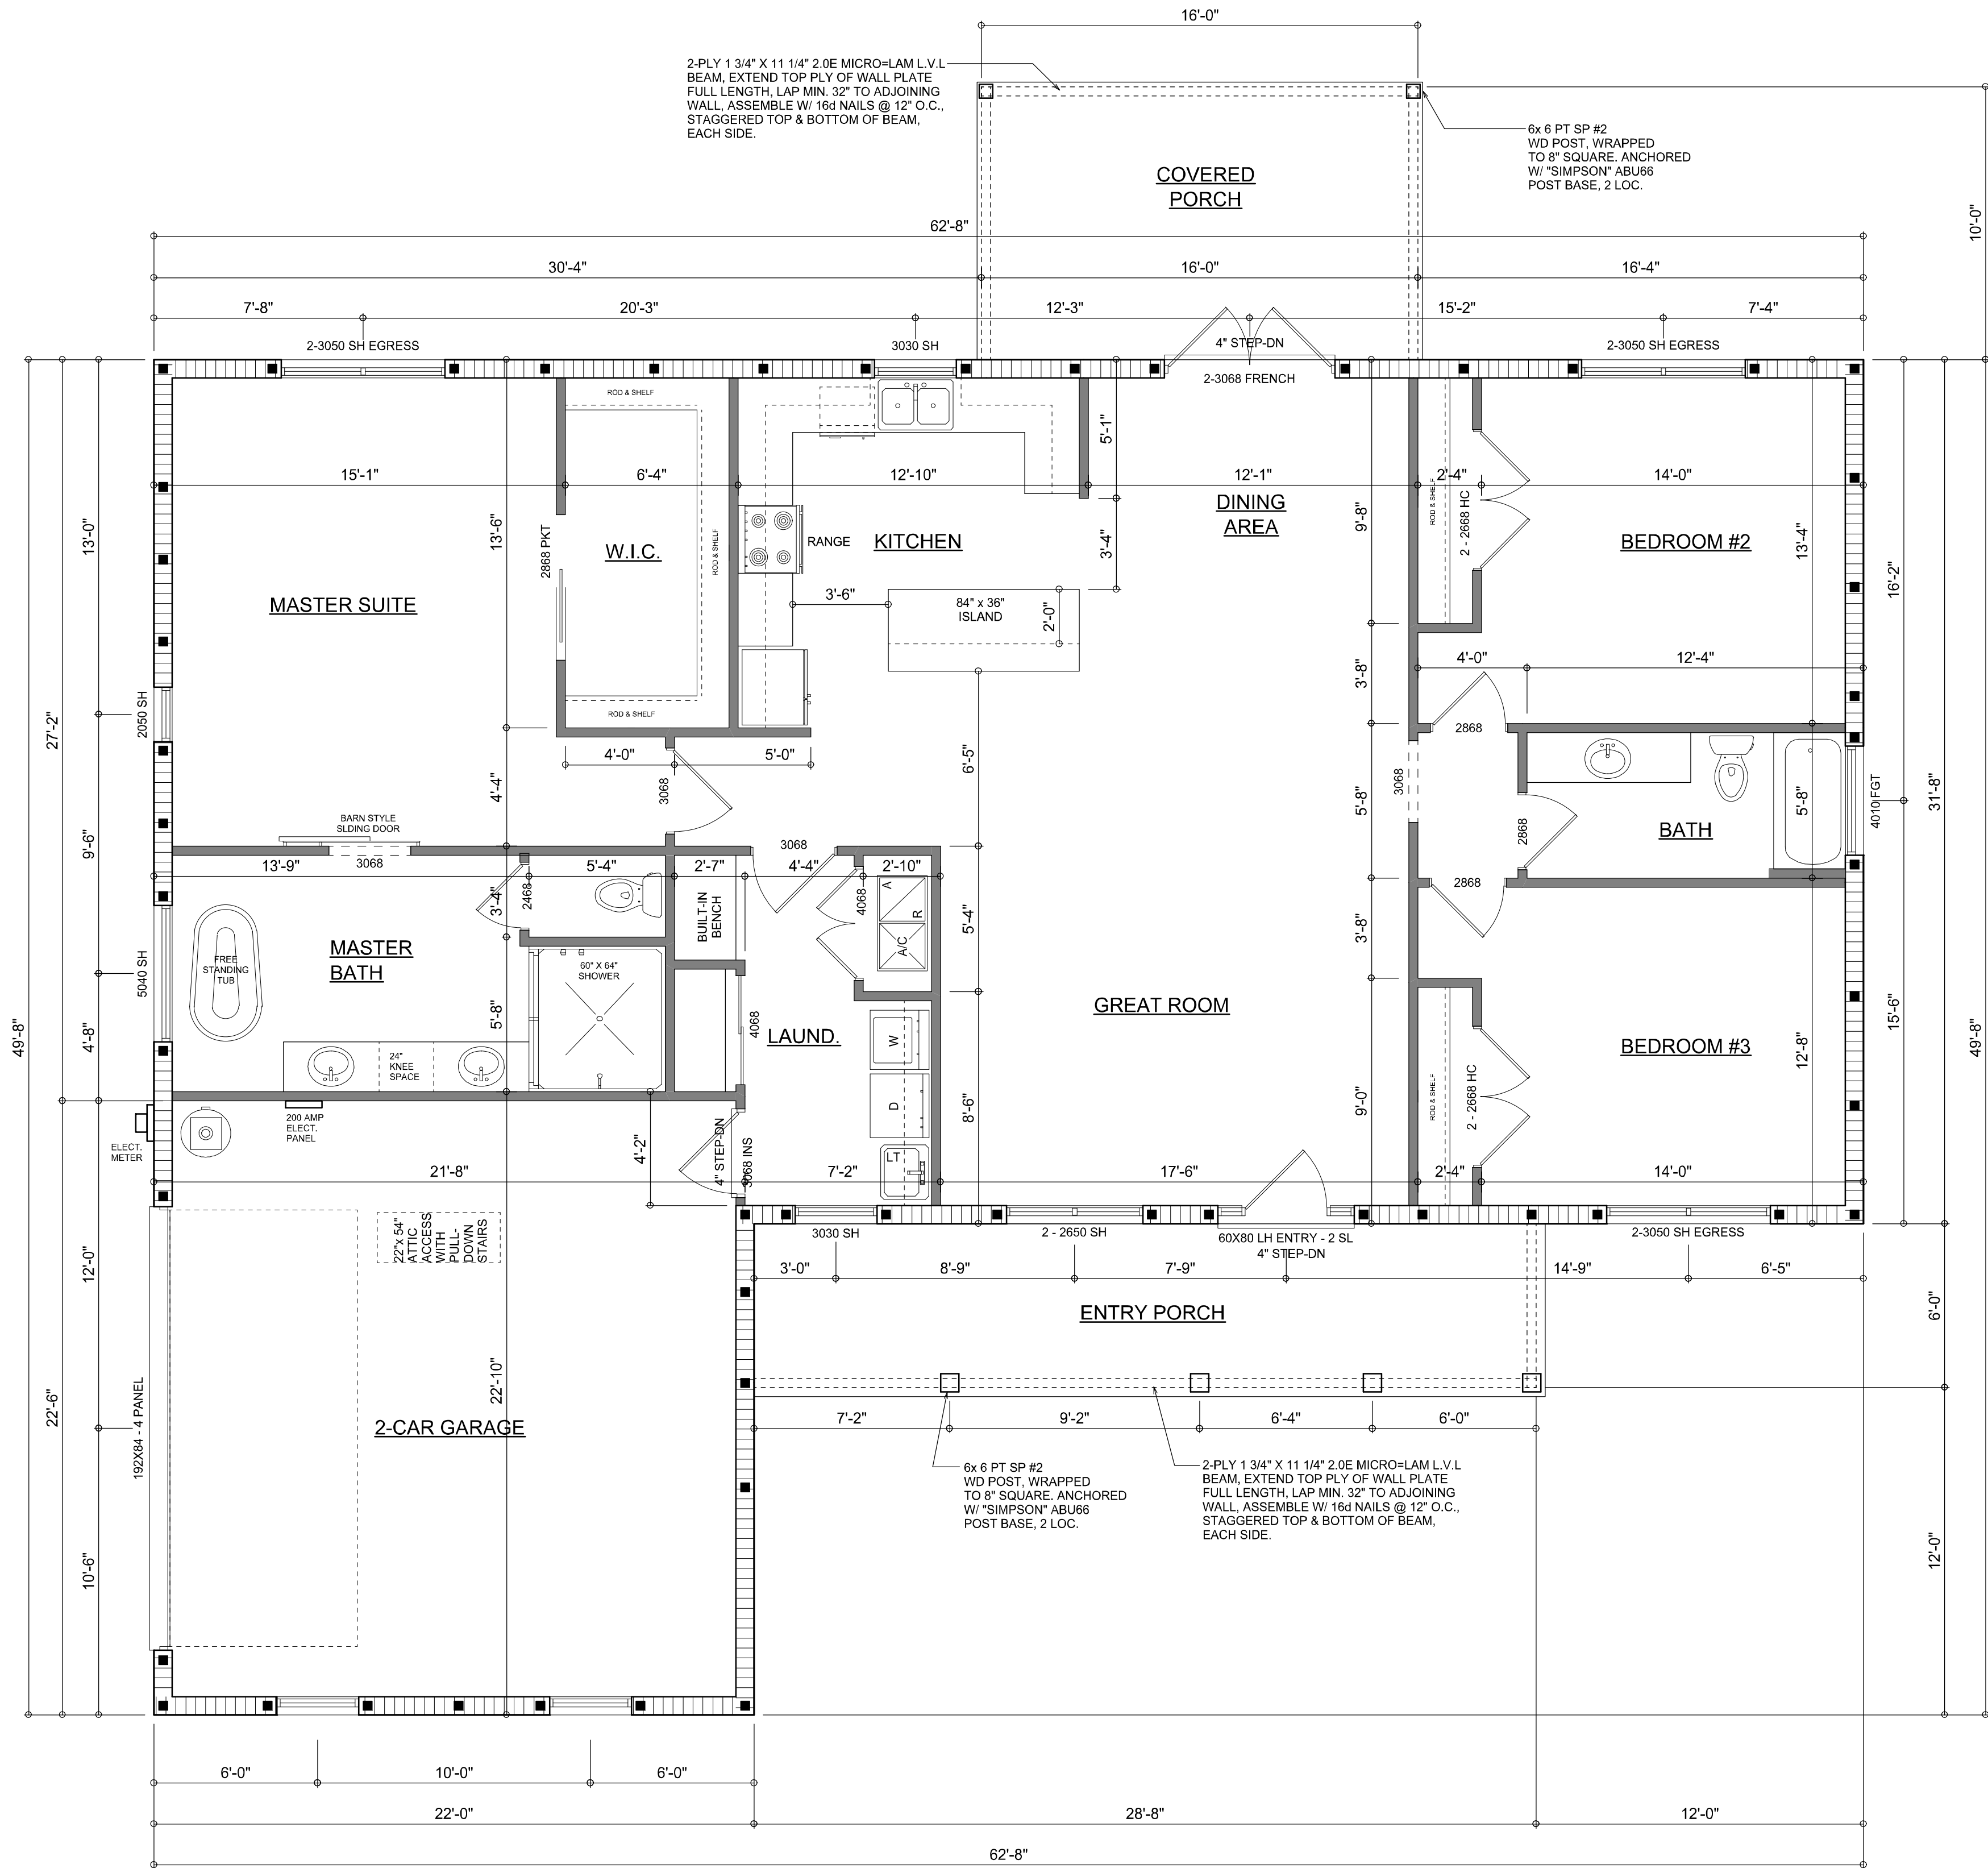 16'-0"
2-PLY 1 3/4" X 11 1/4" 2.0E MICRO=LAM L.V.L
BEAM, EXTEND TOP PLY OF WALL PLATE
FULL LENGTH, LAP MIN. 32" TO ADJOINING
WALL, ASSEMBLE W/ 16d NAILS @ 12" O.C.,
STAGGERED TOP & BOTTOM OF BEAM,
EACH SIDE.
6x 6 PT SP #2
WD POST, WRAPPED
TO 8" SQUARE. ANCHORED
W/ "SIMPSON" ABU66
POST BASE, 2 LOC.
COVERED
PORCH
10'-0"
62'-8"
30'-4"
16'-0"
16'-4"
7'-8"
20'-3"
12'-3"
15'-2"
7'-4"
2-3050 SH EGRESS
3030 SH
4" STEP-DN
2-3050 SH EGRESS
2-3068 FRENCH
ROD & SHELF
5'-1"
15'-1"
6'-4"
12'-10"
12'-1"
2'-4"
14'-0"
13'-0"
13'-6"
2868 PKT
W.I.C.
ROD & SHELF
RANGE
KITCHEN
3'-4"
DINING
AREA
9'-8"
ROD & SHELF
2 - 2668 HC
BEDROOM #2
13'-4"
16'-2"
MASTER SUITE
3'-6"
84" x 36"
ISLAND
2'-0"
27'-2"
2050 SH
ROD & SHELF
3'-8"
4'-0"
12'-4"
2868
4'-0"
5'-0"
6'-5"
3068
4'-4"
3068
5'-8"
2868
BATH
5'-8"
4010 FGT
31'-8"
BARN STYLE
SLDING DOOR
3068
3068
9'-6"
13'-9"
5'-4"
2'-7"
4'-4"
2'-10"
2868
3'-4"
2468
BUILT-IN
BENCH
4068
A
R
A/C
5'-4"
3'-8"
MASTER
BATH
FREE
STANDING
TUB
60" X 64"
SHOWER
5040 SH
GREAT ROOM
49'-8"
4'-8"
5'-8"
4068
LAUND.
W
BEDROOM #3
12'-8"
15'-6"
49'-8"
24"
KNEE
SPACE
D
8'-6"
9'-0"
ROD & SHELF
2 - 2668 HC
200 AMP
ELECT.
PANEL
ELECT.
METER
4'-2"
4" STEP-DN
3068 INS
LT
21'-8"
7'-2"
17'-6"
2'-4"
14'-0"
22"x 54"
ATTIC
ACCESS
WITH
PULL-
DOWN
STAIRS
3030 SH
2 - 2650 SH
60X80 LH ENTRY - 2 SL
4" STEP-DN
2-3050 SH EGRESS
12'-0"
3'-0"
8'-9"
7'-9"
14'-9"
6'-5"
ENTRY PORCH
6'-0"
22'-6"
22'-10"
192X84 - 4 PANEL
2-CAR GARAGE
7'-2"
9'-2"
6'-4"
6'-0"
6x 6 PT SP #2
WD POST, WRAPPED
TO 8" SQUARE. ANCHORED
W/ "SIMPSON" ABU66
POST BASE, 2 LOC.
2-PLY 1 3/4" X 11 1/4" 2.0E MICRO=LAM L.V.L
BEAM, EXTEND TOP PLY OF WALL PLATE
FULL LENGTH, LAP MIN. 32" TO ADJOINING
WALL, ASSEMBLE W/ 16d NAILS @ 12" O.C.,
STAGGERED TOP & BOTTOM OF BEAM,
EACH SIDE.
10'-6"
12'-0"
6'-0"
10'-0"
6'-0"
22'-0"
28'-8"
12'-0"
62'-8"